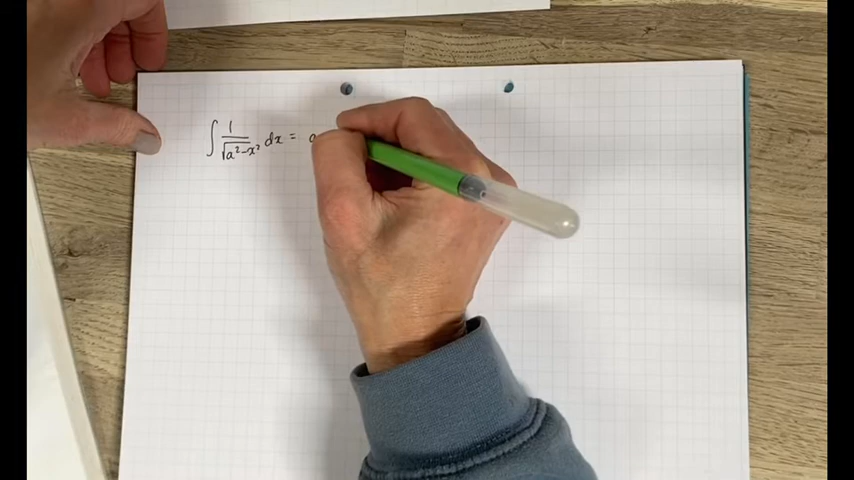 ∫ 1/√(a²-x²) dx = a